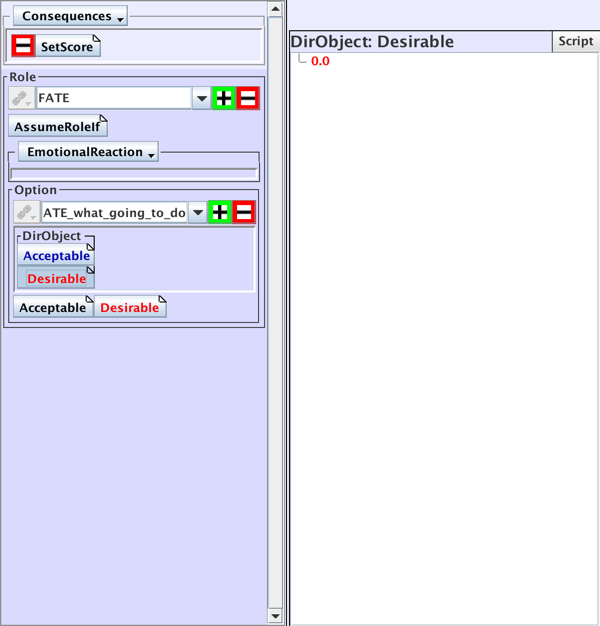 Consequences
SetScore
Role
FATE
AssumeRoleIf
EmotionalReaction
Option
ATE_what_going_to_do
DirObject
Acceptable
Desirable
Acceptable Desirable
DirObject: Desirable Script
0.0